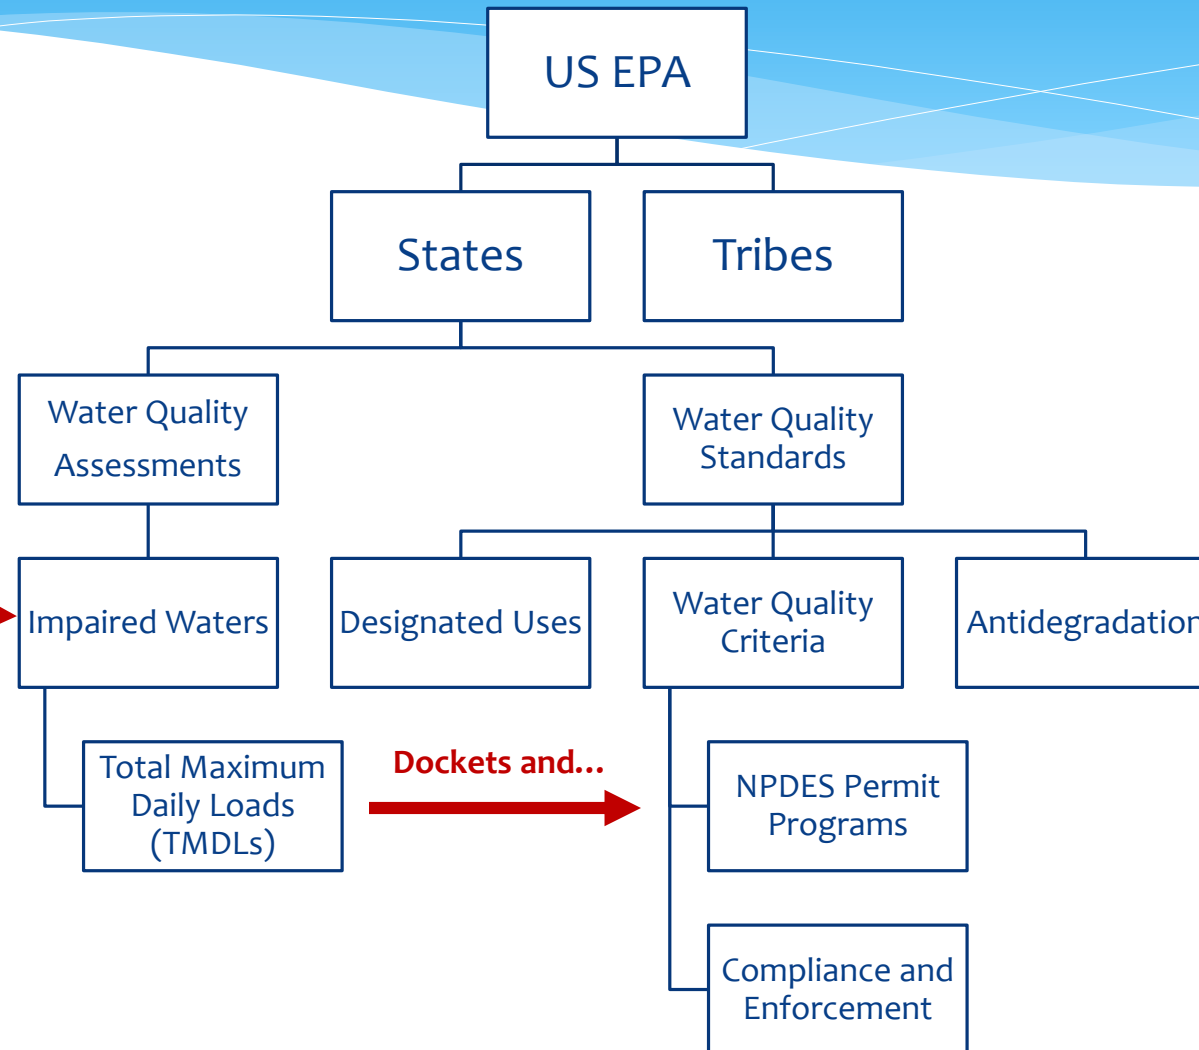 US EPA
States
Tribes
Water Quality
Assessments
Water Quality
Standards
Impaired Waters
Designated Uses
Water Quality
Criteria
Antidegradation
Total Maximum
Daily Loads
(TMDLs)
Dockets and...
NPDES Permit
Programs
Compliance and
Enforcement